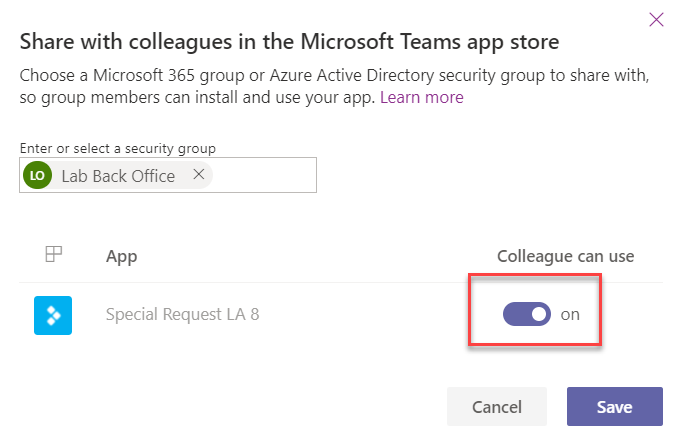 Share with colleagues in the Microsoft Teams app store
Choose a Microsoft 365 group or Azure Active Directory security group to share with,
so group members can install and use your app. Learn more
Enter or select a security group
LO Lab Back Office
App Colleague can use
Special Request LA 8 on
Cancel Save